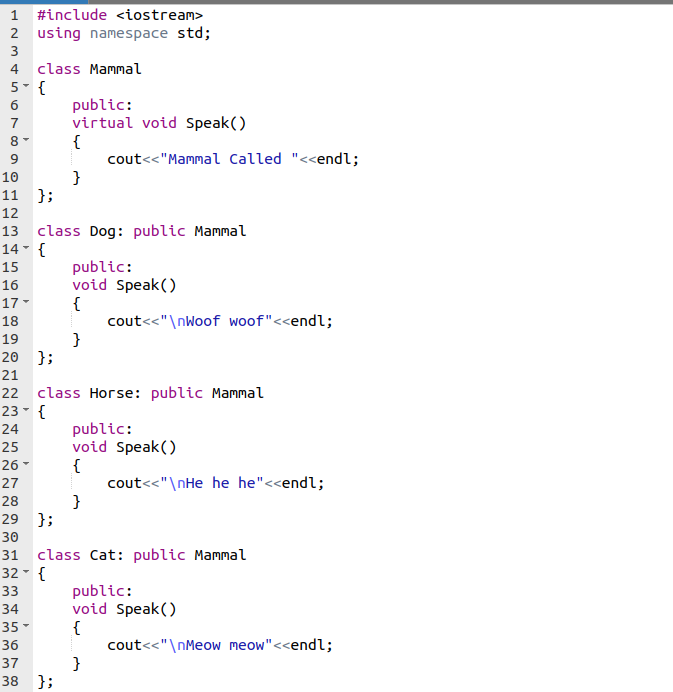 1 #include <iostream>
2 using namespace std;
3
4 class Mammal
5 {
6     public:
7     virtual void Speak()
8     {
9         cout<<"Mammal Called "<<endl;
10     }
11 };
12
13 class Dog: public Mammal
14 {
15     public:
16     void Speak()
17     {
18         cout<<"\nWoof woof"<<endl;
19     }
20 };
21
22 class Horse: public Mammal
23 {
24     public:
25     void Speak()
26     {
27         cout<<"\nHe he he"<<endl;
28     }
29 };
30
31 class Cat: public Mammal
32 {
33     public:
34     void Speak()
35     {
36         cout<<"\nMeow meow"<<endl;
37     }
38 };